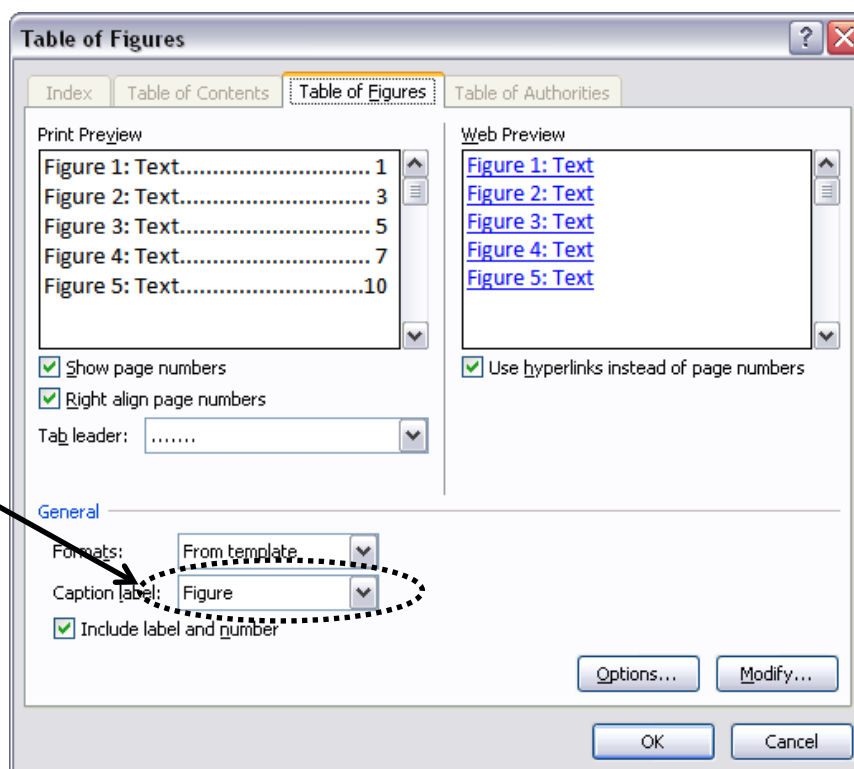 Table of Figures
Index Table of Contents Table of Figures Table of Authorities
Print Preview
Figure 1: Text.............................. 1
Figure 2: Text.............................. 3
Figure 3: Text.............................. 5
Figure 4: Text.............................. 7
Figure 5: Text.............................10
Show page numbers
Right align page numbers
Tab leader: .......
Web Preview
Figure 1: Text
Figure 2: Text
Figure 3: Text
Figure 4: Text
Figure 5: Text
Use hyperlinks instead of page numbers
General
Formats: From template
Caption label: Figure
Include label and number
Options... Modify...
OK Cancel